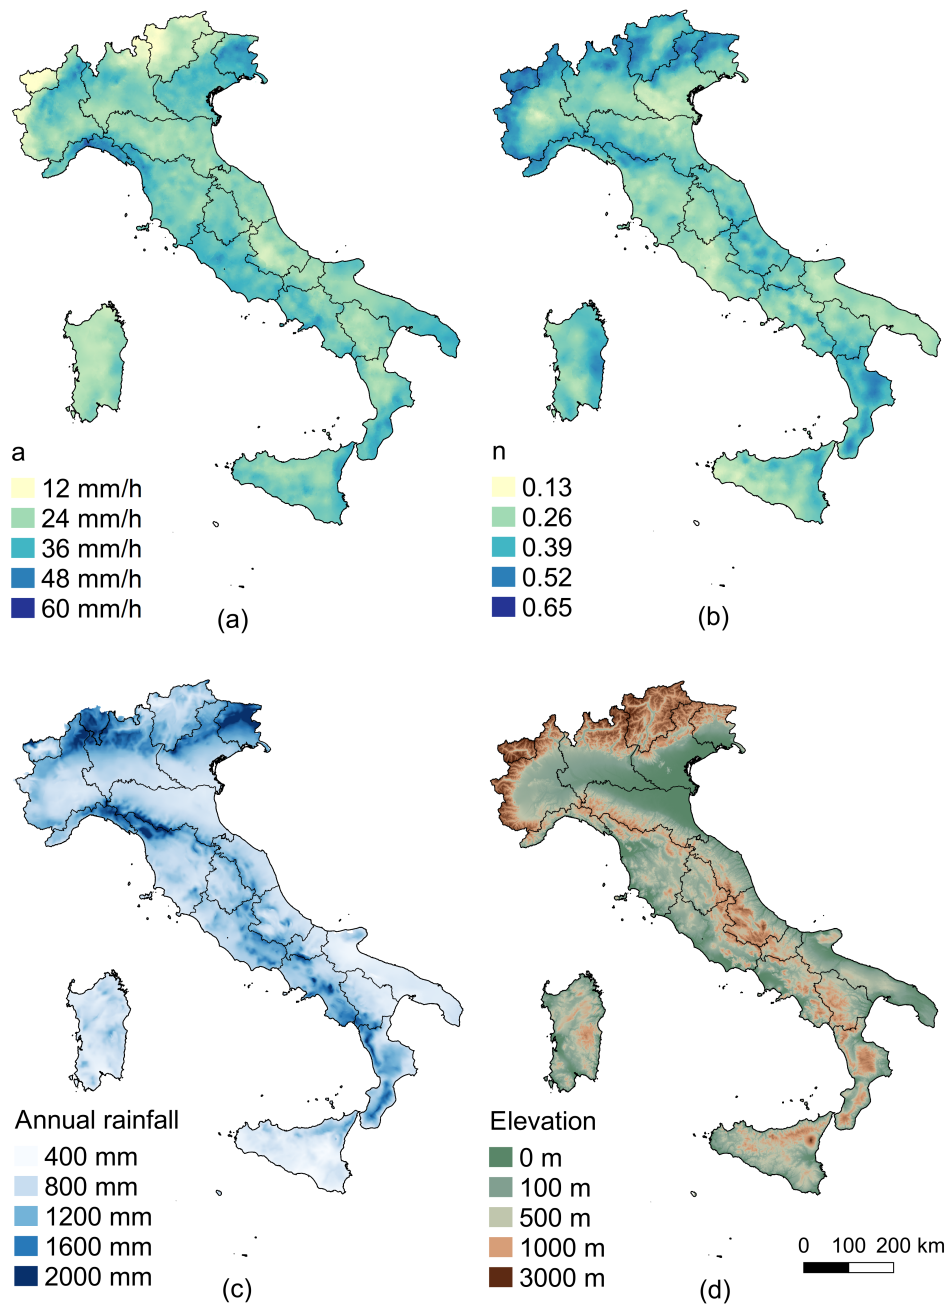 a
12 mm/h
24 mm/h
36 mm/h
48 mm/h
60 mm/h
(a)
n
0.13
0.26
0.39
0.52
0.65
(b)
Annual rainfall
400 mm
800 mm
1200 mm
1600 mm
2000 mm
(c)
Elevation
0 m
100 m
500 m
1000 m
3000 m
0 100 200 km
(d)